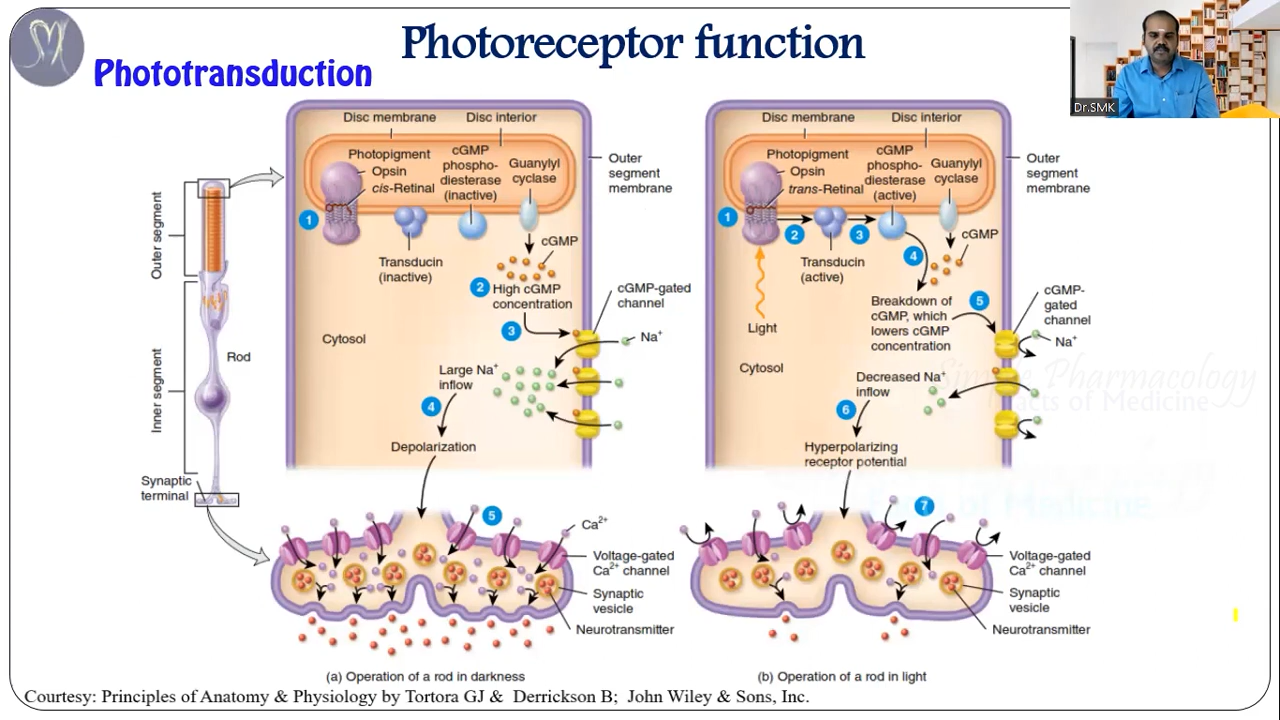 Photoreceptor function
Phototransduction
Dr.SMK
Outer segment
Inner segment
Rod
Synaptic
terminal
Disc membrane
Disc interior
Photopigment
Opsin
cis-Retinal
cGMP
phospho-
diesterase
(inactive)
Guanylyl
cyclase
Outer
segment
membrane
1
Transducin
(inactive)
cGMP
2 High cGMP
concentration
cGMP-gated
channel
3
Na+
Cytosol
Large Na+
inflow
4
Depolarization
5
Ca2+
Voltage-gated
Ca2+ channel
Synaptic
vesicle
Neurotransmitter
(a) Operation of a rod in darkness
Disc membrane
Disc interior
Photopigment
Opsin
trans-Retinal
cGMP
phospho-
diesterase
(active)
Guanylyl
cyclase
Outer
segment
membrane
1
2
3
Transducin
(active)
4
cGMP
Breakdown of
cGMP, which
lowers cGMP
concentration
5
cGMP-
gated
channel
Na+
Light
Cytosol
Decreased Na+
inflow
6
Hyperpolarizing
receptor potential
7
Voltage-gated
Ca2+ channel
Synaptic
vesicle
Neurotransmitter
(b) Operation of a rod in light
Simple Pharmacology
Facts of Medicine
Courtesy: Principles of Anatomy & Physiology by Tortora GJ & Derrickson B; John Wiley & Sons, Inc.